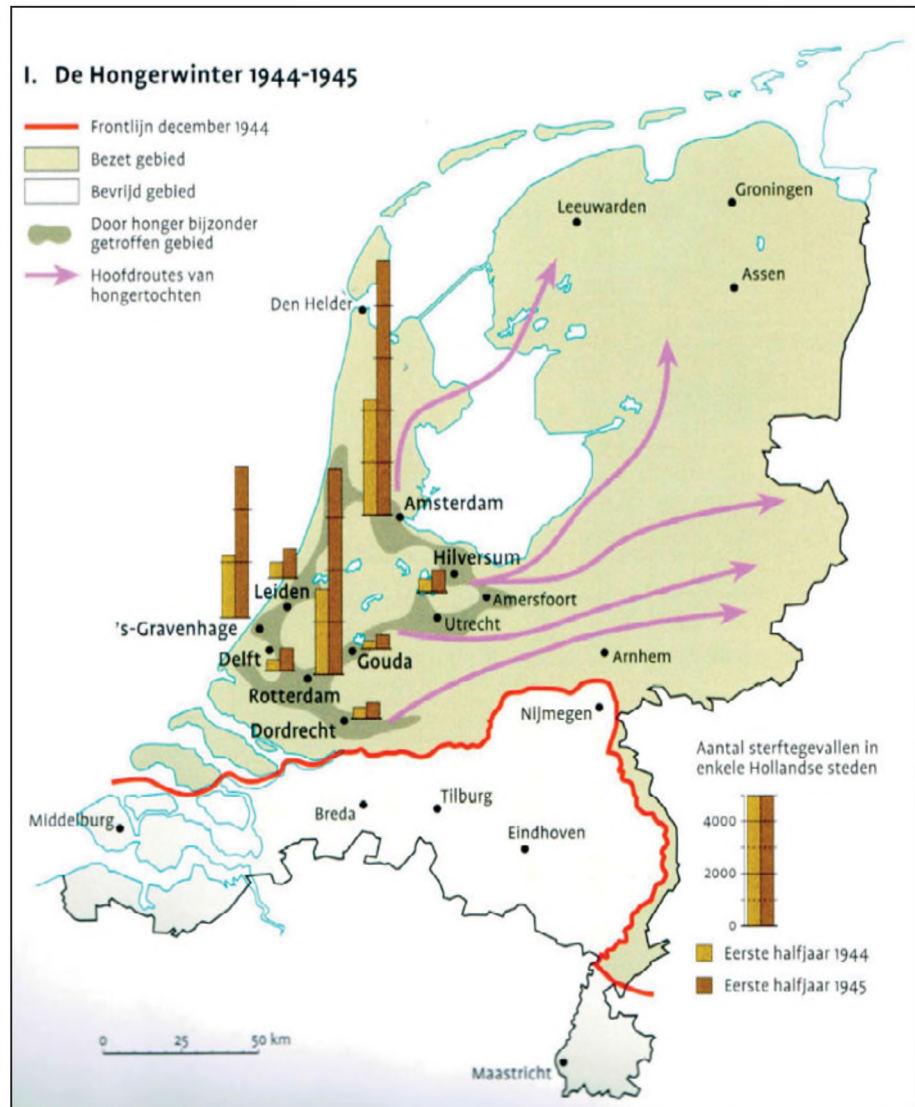 I. De Hongerwinter 1944-1945
Frontlijn december 1944
Bezet gebied
Bevrijd gebied
Door honger bijzonder
getroffen gebied
Hoofdroutes van
hongertochten
Groningen
Leeuwarden
Assen
Den Helder
Amsterdam
Hilversum
Leiden
Amersfoort
's-Gravenhage
Utrecht
Delft
Gouda
Arnhem
Rotterdam
Dordrecht
Nijmegen
Aantal sterftegevallen in
enkele Hollandse steden
Tilburg
Breda
Middelburg
Eindhoven
4000
2000
0
Eerste halfjaar 1944
Eerste halfjaar 1945
0 25 50 km
Maastricht